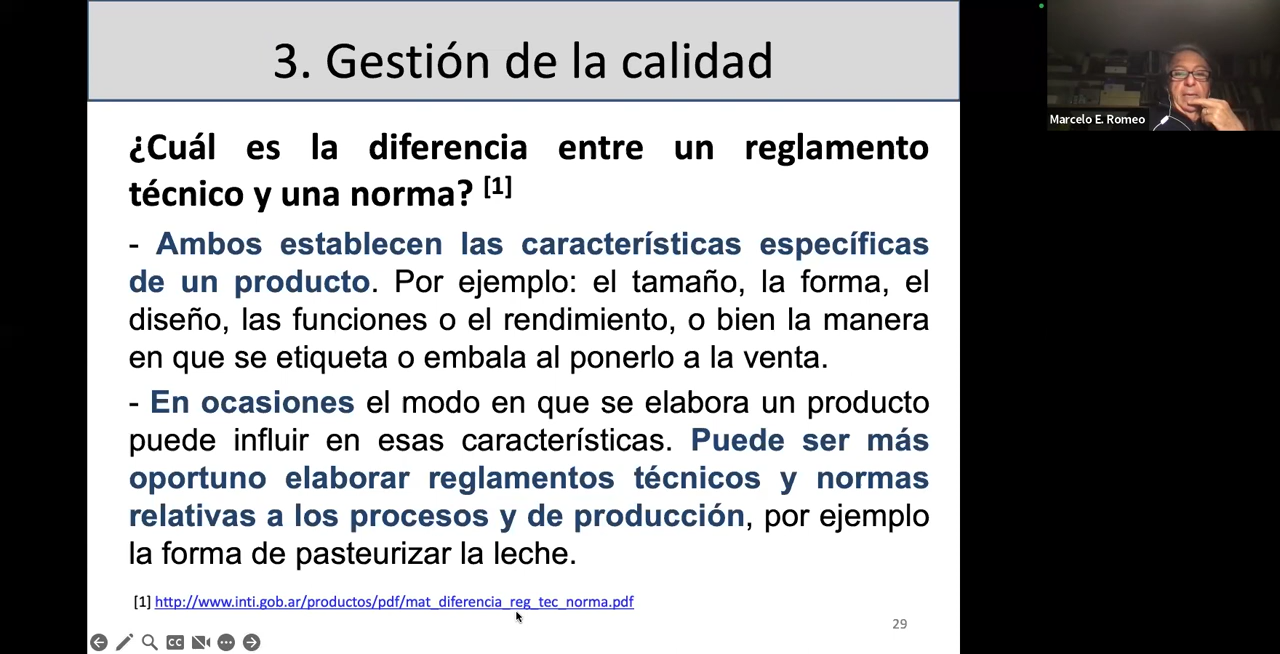 3. Gestión de la calidad
Marcelo E. Romeo
¿Cuál es la diferencia entre un reglamento
técnico y una norma? [1]
- Ambos establecen las características específicas
de un producto. Por ejemplo: el tamaño, la forma, el
diseño, las funciones o el rendimiento, o bien la manera
en que se etiqueta o embala al ponerlo a la venta.
- En ocasiones el modo en que se elabora un producto
puede influir en esas características. Puede ser más
oportuno elaborar reglamentos técnicos y normas
relativas a los procesos y de producción, por ejemplo
la forma de pasteurizar la leche.
[1] http://www.inti.gob.ar/productos/pdf/mat_diferencia_reg_tec_norma.pdf
29
CC